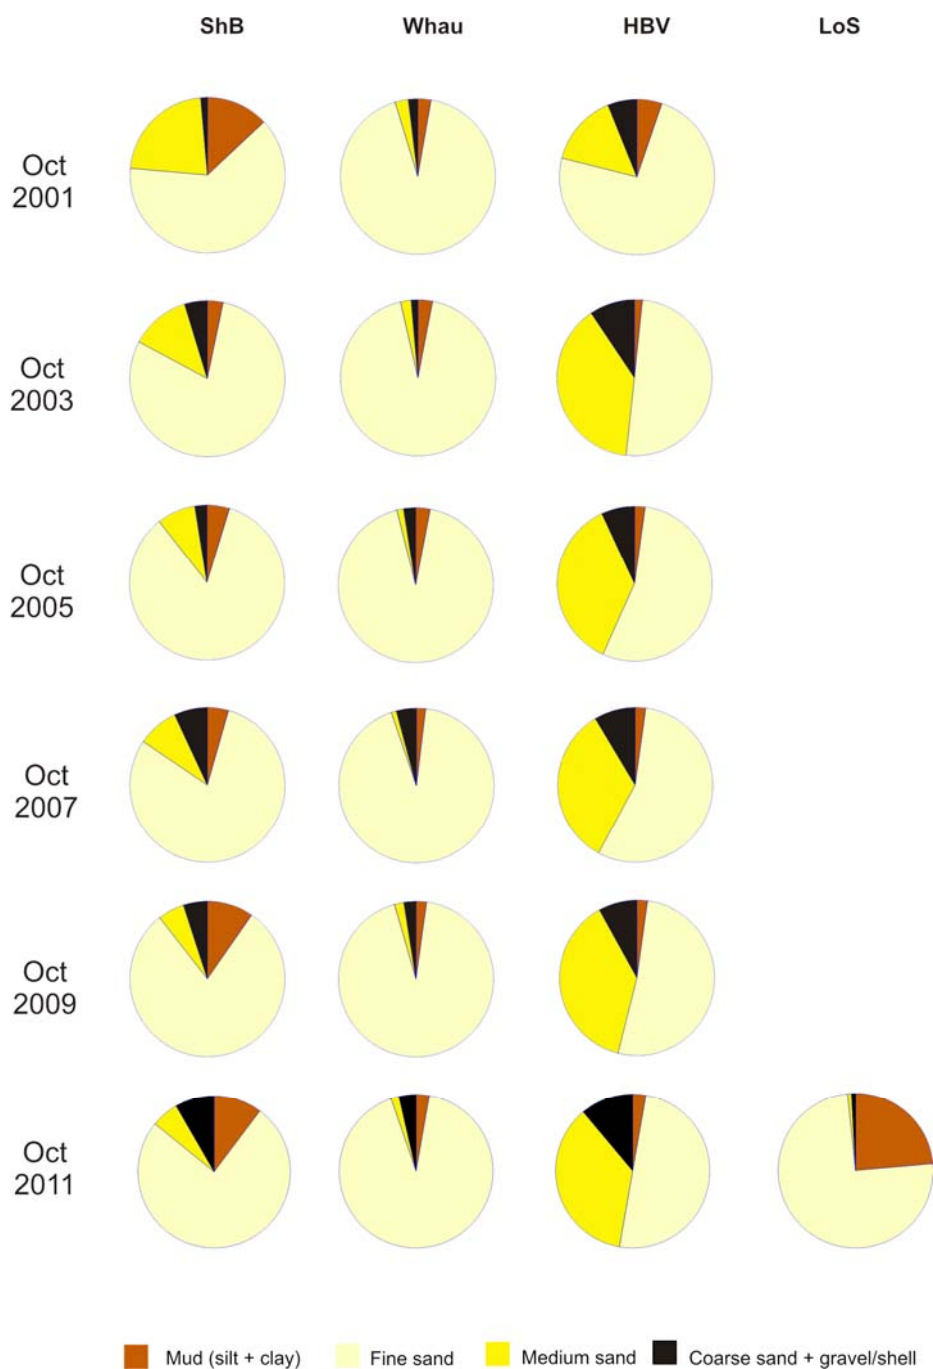 ShB Whau HBV LoS
Oct
2001
Oct
2003
Oct
2005
Oct
2007
Oct
2009
Oct
2011
Mud (silt + clay) Fine sand Medium sand Coarse sand + gravel/shell